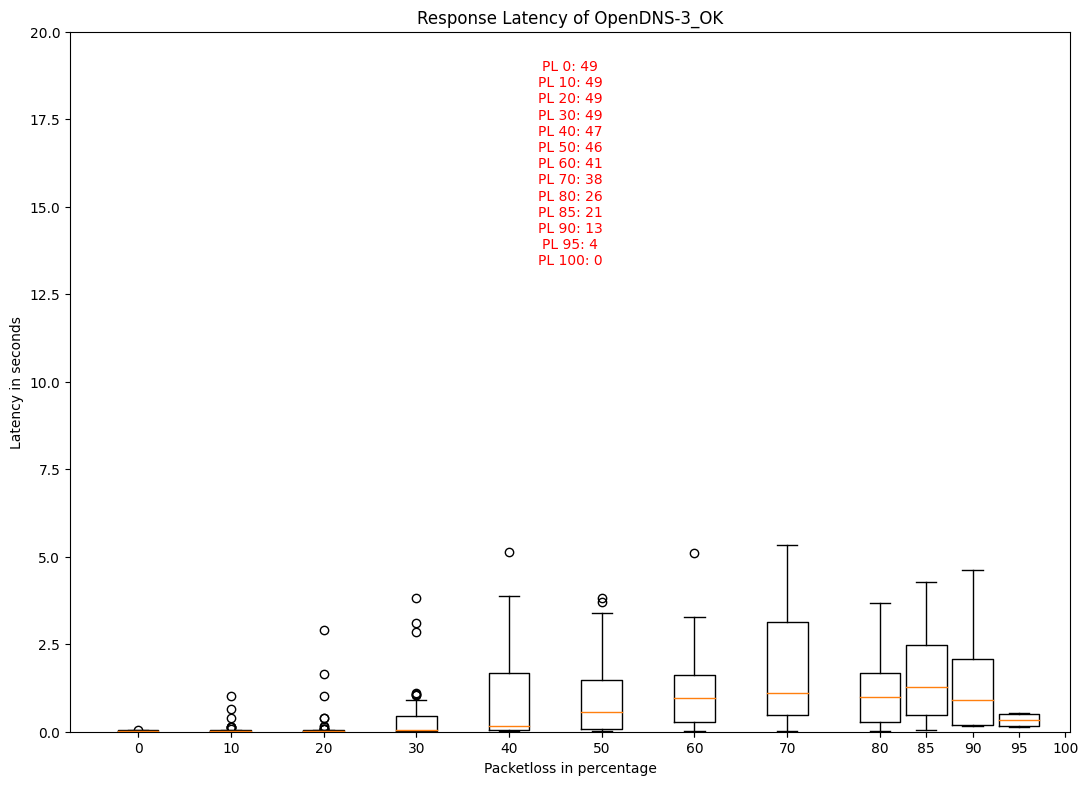 Response Latency of OpenDNS-3_OK
20.0
17.5
15.0
12.5
10.0
7.5
5.0
2.5
0.0
Latency in seconds
PL 0: 49
PL 10: 49
PL 20: 49
PL 30: 49
PL 40: 47
PL 50: 46
PL 60: 41
PL 70: 38
PL 80: 26
PL 85: 21
PL 90: 13
PL 95: 4
PL 100: 0
0 10 20 30 40 50 60 70 80 85 90 95 100
Packetloss in percentage